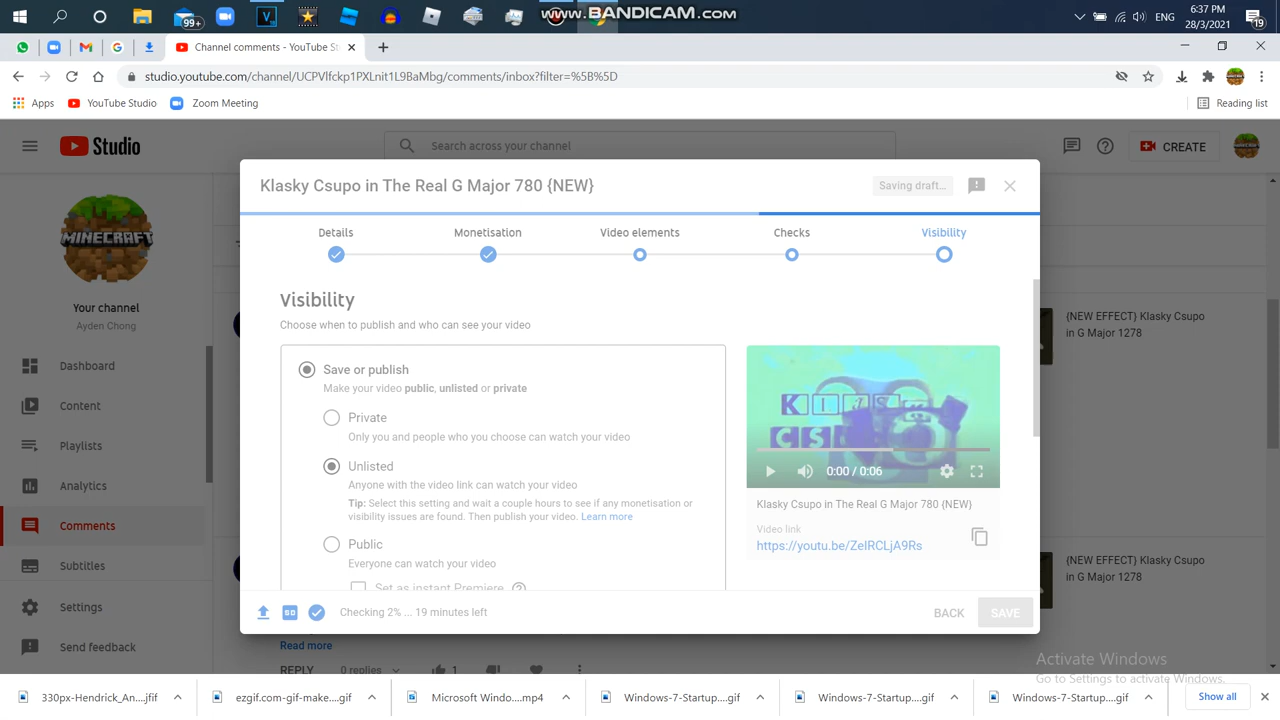 www.BANDICAM.com
99+
ENG
6:37 PM
28/3/2021
19
Channel comments - YouTube St
studio.youtube.com/channel/UCPVlfckp1PXLnit1L9BaMbg/comments/inbox?filter=%5B%5D
Apps
YouTube Studio
Zoom Meeting
Reading list
Studio
Search across your channel
CREATE
MINECRAFT
Your channel
Ayden Chong
Dashboard
Content
Playlists
Analytics
Comments
Subtitles
Settings
Send feedback
Klasky Csupo in The Real G Major 780 {NEW}
Saving draft...
Details
Monetisation
Video elements
Checks
Visibility
Visibility
Choose when to publish and who can see your video
Save or publish
Make your video public, unlisted or private
Private
Only you and people who you choose can watch your video
Unlisted
Anyone with the video link can watch your video
Tip: Select this setting and wait a couple hours to see if any monetisation or
visibility issues are found. Then publish your video. Learn more
Public
Everyone can watch your video
Set as instant Premiere
0:00 / 0:06
Klasky Csupo in The Real G Major 780 {NEW}
Video link
https://youtu.be/ZeIRCLjA9Rs
SD
Checking 2% ... 19 minutes left
BACK
SAVE
{NEW EFFECT} Klasky Csupo
in G Major 1278
{NEW EFFECT} Klasky Csupo
in G Major 1278
Read more
REPLY
0 replies
1
Activate Windows
Go to Settings to activate Windows.
330px-Hendrick_An....jfif
ezgif.com-gif-make....gif
Microsoft Windo....mp4
Windows-7-Startup....gif
Windows-7-Startup....gif
Windows-7-Startup....gif
Show all